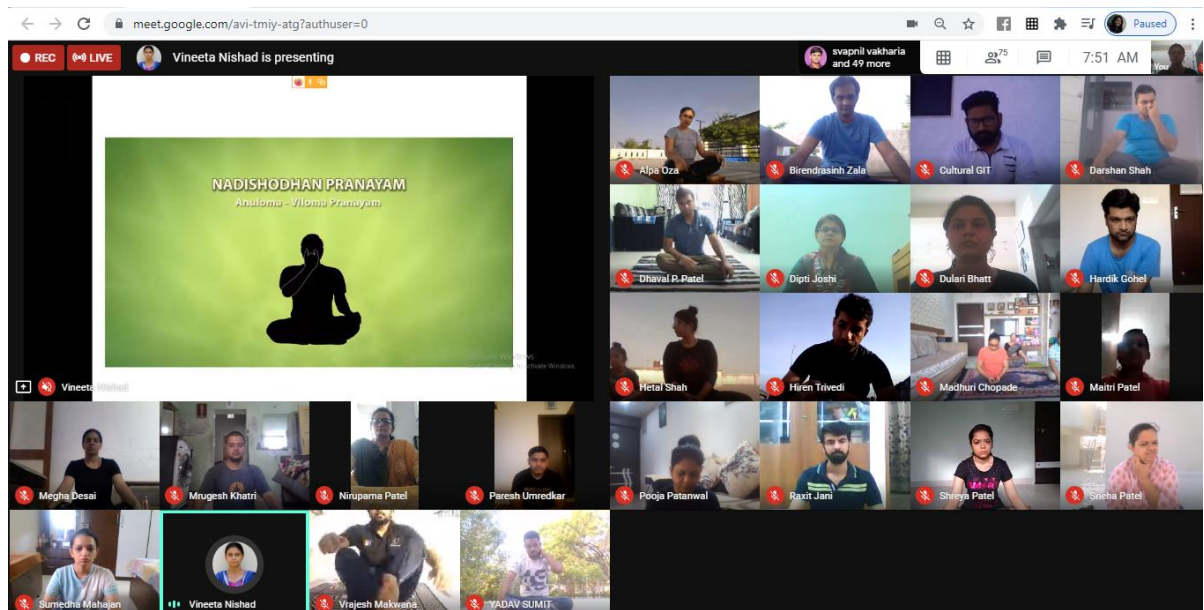 meet.google.com/avi-tmiy-atg?authuser=0
Paused
REC
LIVE
Vineeta Nishad is presenting
svapnil vakharia
and 49 more
75
7:51 AM
You
NADISHODHAN PRANAYAM
Anuloma - Viloma Pranayam
Vineeta Nishad
Alpa Oza
Birendrasinh Zala
Cultural GIT
Darshan Shah
Dhaval P. Patel
Dipti Joshi
Dulari Bhatt
Hardik Gohel
Hetal Shah
Hiren Trivedi
Madhuri Chopade
Maitri Patel
Megha Desai
Mrugesh Khatri
Nirupama Patel
Paresh Umredkar
Pooja Patanwal
Raxit Jani
Shreya Patel
Sneha Patel
Sumedha Mahajan
Vineeta Nishad
Vrajesh Makwana
YADAV SUMIT